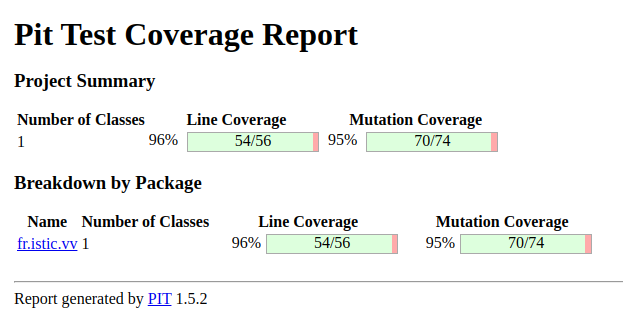 Pit Test Coverage Report
Project Summary
Number of Classes Line Coverage Mutation Coverage
1 96% 54/56 95% 70/74
Breakdown by Package
Name Number of Classes Line Coverage Mutation Coverage
fr.istic.vv 1 96% 54/56 95% 70/74
Report generated by PIT 1.5.2